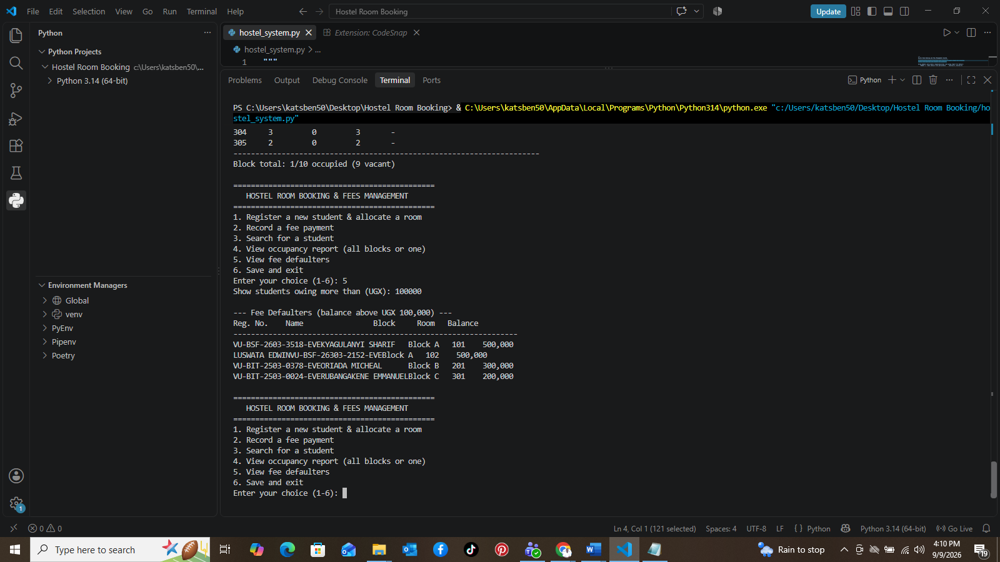 File Edit Selection View Go Run Terminal Help
Hostel Room Booking
Update
Python
Python Projects
Hostel Room Booking c:\Users\katsben50\...
Python 3.14 (64-bit)
Environment Managers
Global
venv
PyEnv
Pipenv
Poetry
1
hostel_system.py Extension: CodeSnap
hostel_system.py > ...
1 """
Problems Output Debug Console Terminal Ports
Python
PS C:\Users\katsben50\Desktop\Hostel Room Booking> & C:\Users\katsben50\AppData\Local\Programs\Python\Python314\python.exe "c:/Users/katsben50/Desktop/Hostel Room Booking/ho
stel_system.py"
304     3         0         3       -
305     2         0         2       -
----------------------------------------------------------------------
Block total: 1/10 occupied (9 vacant)
==============================================
HOSTEL ROOM BOOKING & FEES MANAGEMENT
==============================================
1. Register a new student & allocate a room
2. Record a fee payment
3. Search for a student
4. View occupancy report (all blocks or one)
5. View fee defaulters
6. Save and exit
Enter your choice (1-6): 5
Show students owing more than (UGX): 100000
--- Fee Defaulters (balance above UGX 100,000) ---
Reg. No.    Name                Block     Room   Balance
-----------------------------------------------------------------
VU-BSF-2603-3518-EVEKYAGULANYI SHARIF   Block A   101    500,000
LUSWATA EDWINVU-BSF-26303-2152-EVEBlock A   102    500,000
VU-BIT-2503-0378-EVEORIADA MICHEAL      Block B   201    300,000
VU-BIT-2503-0024-EVERUBANGAKENE EMMANUELBlock C   301    200,000
==============================================
HOSTEL ROOM BOOKING & FEES MANAGEMENT
==============================================
1. Register a new student & allocate a room
2. Record a fee payment
3. Search for a student
4. View occupancy report (all blocks or one)
5. View fee defaulters
6. Save and exit
Enter your choice (1-6):
0 0
Ln 4, Col 1 (121 selected) Spaces: 4 UTF-8 LF { } Python Python 3.14 (64-bit) Go Live
Type here to search
Rain to stop
4:10 PM
9/9/2026
19